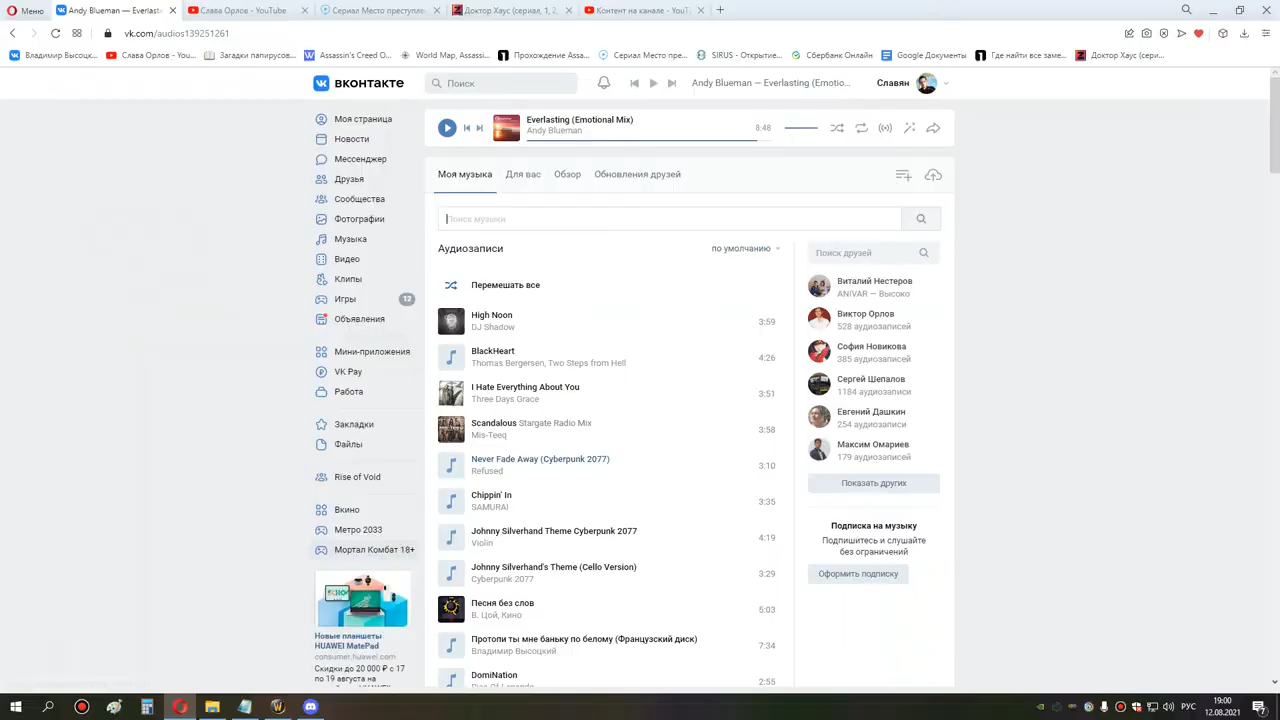 Меню
Andy Blueman — Everlast
Слава Орлов - YouTube
Сериал Место преступле
Доктор Хаус (сериал, 1, 2,
Контент на канале - YouTu
vk.com/audios139251261
Владимир Высоцк...
Слава Орлов - You...
Загадки папирусов...
Assassin's Creed O...
World Map, Assassi...
Прохождение Assa...
Сериал Место пре...
SIRUS - Открытие...
Сбербанк Онлайн
Google Документы
Где найти все заме...
Доктор Хаус (сери...
вконтакте
Поиск
Andy Blueman — Everlasting (Emotio...
Славян
Моя страница
Новости
Мессенджер
Друзья
Сообщества
Фотографии
Музыка
Видео
Клипы
Игры
12
Объявления
Мини-приложения
VK Pay
Работа
Закладки
Файлы
Rise of Void
Вкино
Метро 2033
Мортал Комбат 18+
Новые планшеты
HUAWEI MatePad
consumer.huawei.com
Скидки до 20 000 ₽ с 17
по 19 августа на
Everlasting (Emotional Mix)
Andy Blueman
8:48
Моя музыка
Для вас
Обзор
Обновления друзей
Поиск музыки
Аудиозаписи
по умолчанию
Перемешать все
High Noon
DJ Shadow
3:59
BlackHeart
Thomas Bergersen, Two Steps from Hell
4:26
I Hate Everything About You
Three Days Grace
3:51
Scandalous Stargate Radio Mix
Mis-Teeq
3:58
Never Fade Away (Cyberpunk 2077)
Refused
3:10
Chippin' In
SAMURAI
3:35
Johnny Silverhand Theme Cyberpunk 2077
Violin
4:19
Johnny Silverhand's Theme (Cello Version)
Cyberpunk 2077
3:29
Песня без слов
В. Цой, Кино
5:03
Протопи ты мне баньку по белому (Французский диск)
Владимир Высоцкий
7:34
DomiNation
2:55
Поиск друзей
Виталий Нестеров
ANIVAR — Высоко
Виктор Орлов
528 аудиозаписей
София Новикова
385 аудиозаписей
Сергей Шепалов
1184 аудиозаписи
Евгений Дашкин
254 аудиозаписи
Максим Омариев
179 аудиозаписей
Показать других
Подписка на музыку
Подпишитесь и слушайте
без ограничений
Оформить подписку
РУС
19:00
12.08.2021